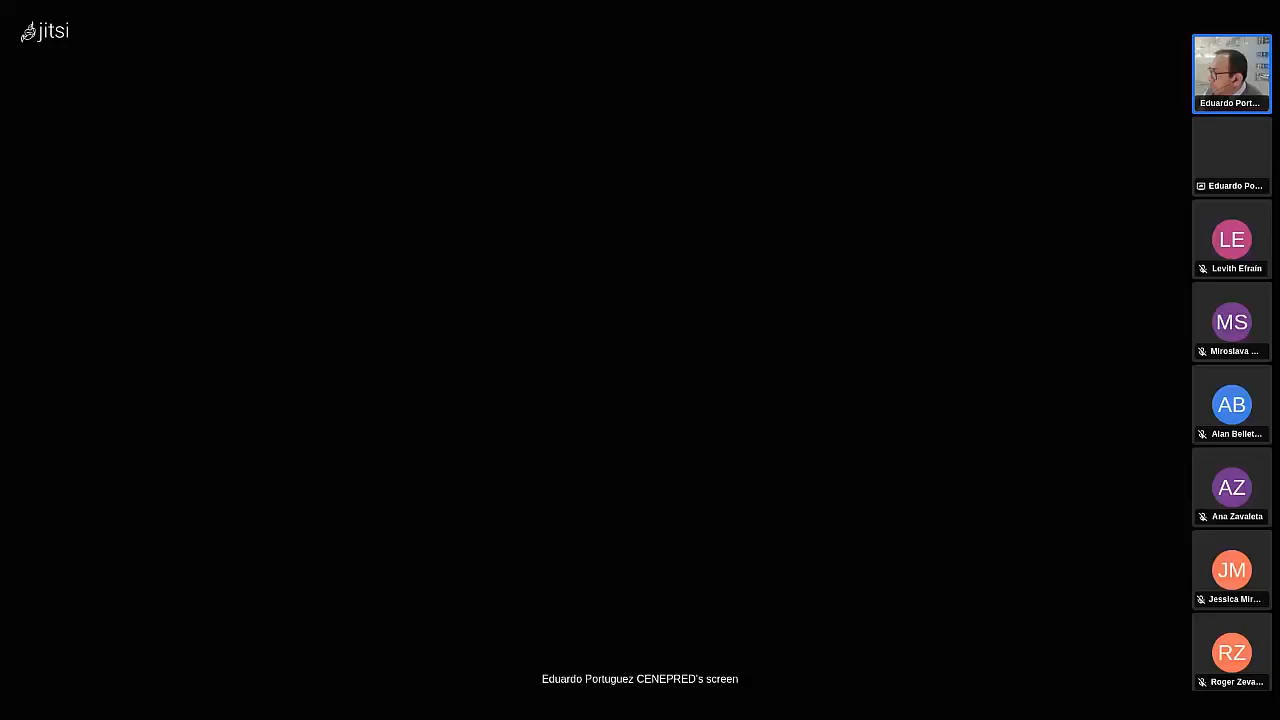 jitsi
Eduardo Port...
Eduardo Po...
LE
Levith Efraín
MS
Miroslava ...
AB
Alan Bellet...
AZ
Ana Zavaleta
JM
Jessica Mir...
RZ
Roger Zeva...
Eduardo Portuguez CENEPRED's screen